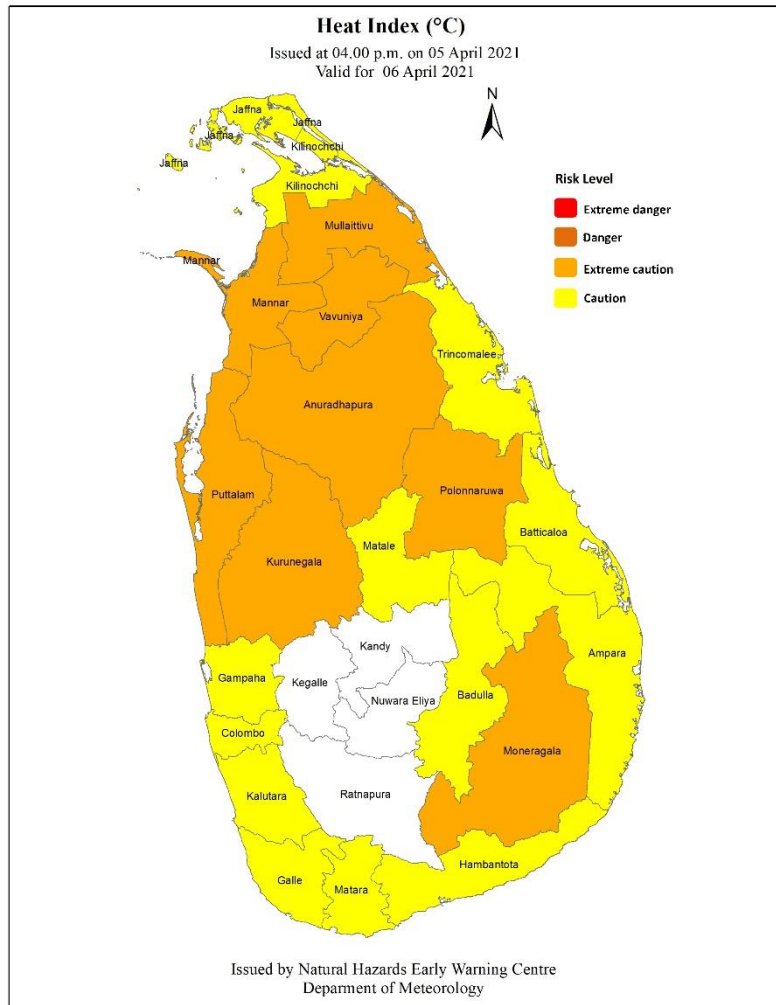 Heat Index (°C)
Issued at 04.00 p.m. on 05 April 2021
Valid for 06 April 2021
N
Jaffna
Jaffna
Jaffna
Kilinochchi
Jaffna
Kilinochchi
Risk Level
Extreme danger
Danger
Extreme caution
Caution
Mullaittivu
Mannar
Mannar
Vavuniya
Trincomalee
Anuradhapura
Puttalam
Polonnaruwa
Batticaloa
Matale
Kurunegala
Kandy
Ampara
Gampaha
Kegalle
Nuwara Eliya
Badulla
Colombo
Moneragala
Ratnapura
Kalutara
Hambantota
Galle
Matara
Issued by Natural Hazards Early Warning Centre
Deparment of Meteorology